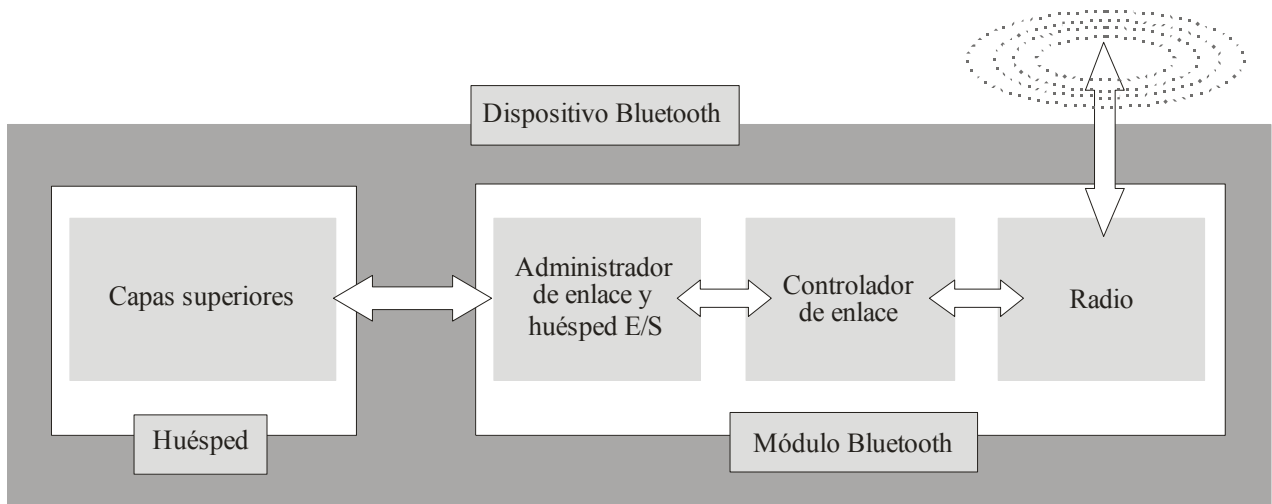 Dispositivo Bluetooth
Capas superiores
Administrador
de enlace y
huésped E/S
Controlador
de enlace
Radio
Huésped
Módulo Bluetooth